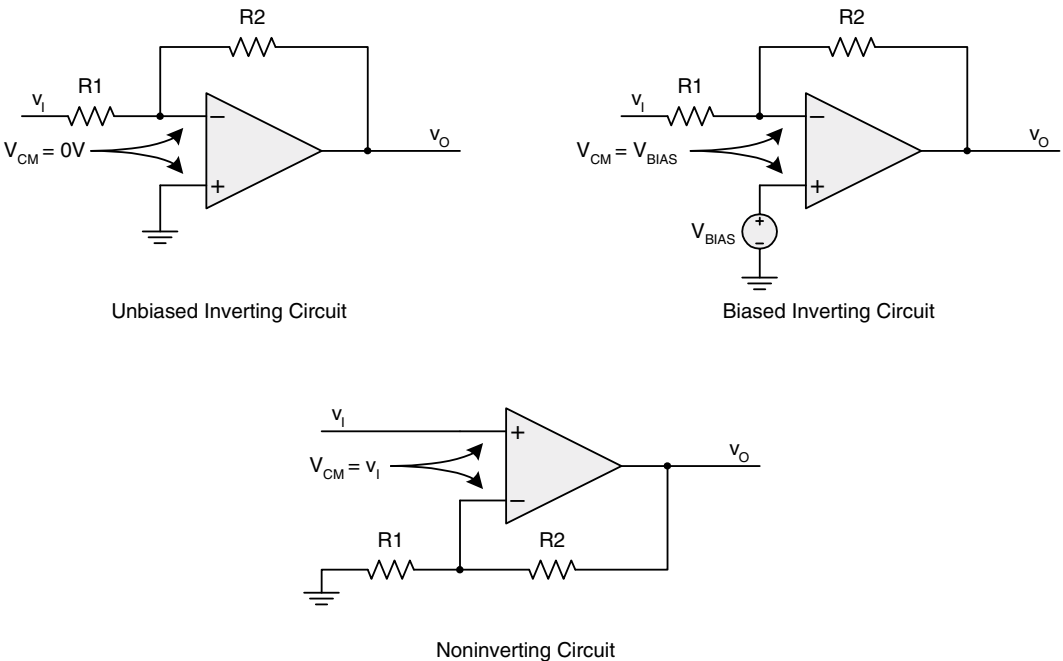 R2
R1
vI
−
VCM = 0V
vO
+
Unbiased Inverting Circuit
R2
R1
vI
−
VCM = VBIAS
vO
+
VBIAS
+
−
Biased Inverting Circuit
vI
+
VCM = vI
vO
−
R1
R2
Noninverting Circuit